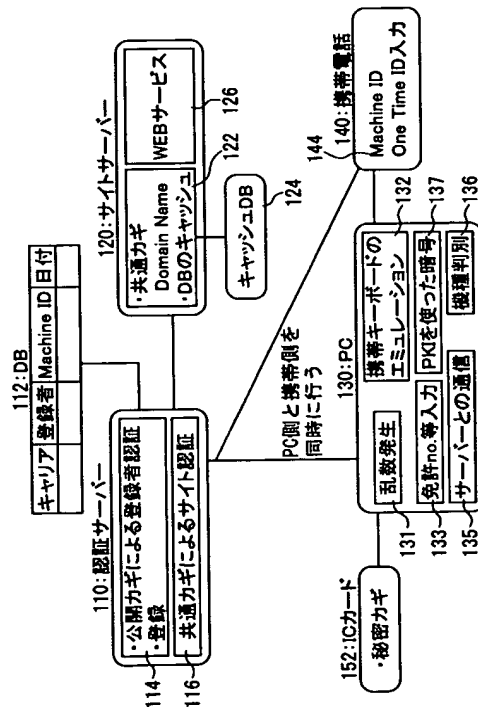 112:DB
キャリア 登録者 Machine ID 日付
110:認証サーバー
・公開カギによる登録者認証
・登録
114
共通カギによるサイト認証
116
120:サイトサーバー
・共通カギ
Domain Name
・DBのキャッシュ
122
WEBサービス
126
キャッシュDB
124
PC側と携帯側を
同時に行う
140:携帯電話
144
Machine ID
One Time ID入力
130:PC
乱数発生
131
携帯キーボードの
エミュレーション
132
免許no.等入力
133
PKIを使った暗号
137
サーバーとの通信
135
機種判別
136
152:ICカード
・秘密カギ